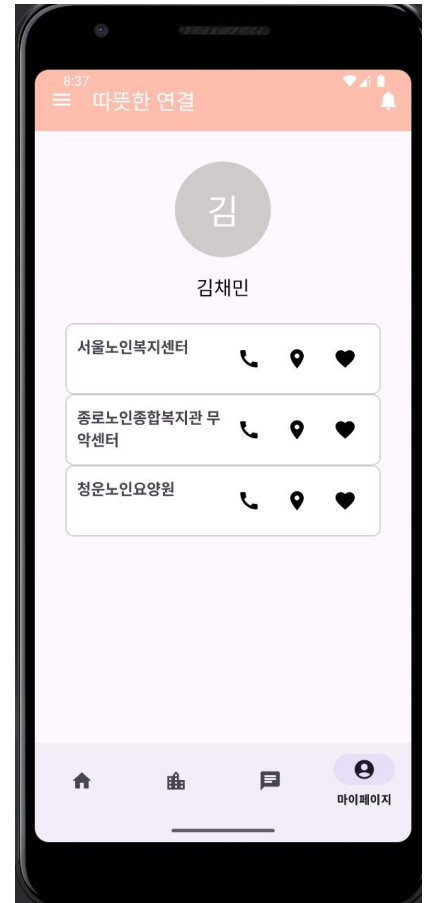 8:37
따뜻한 연결
김
김채민
서울노인복지센터
종로노인종합복지관 무
악센터
청운노인요양원
마이페이지